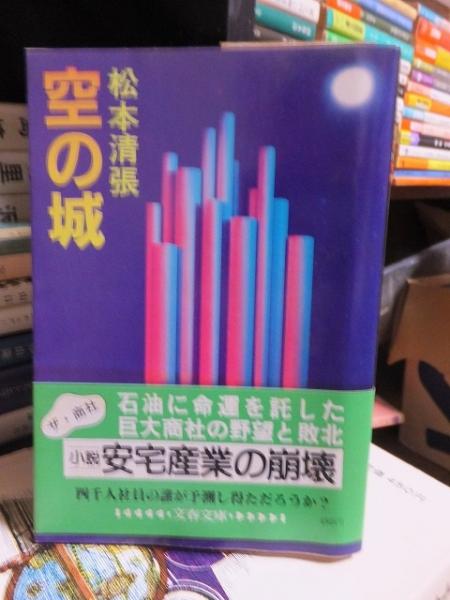 松本清張
空の城
ザ・商社
石油に命運を託した
巨大商社の野望と敗北
小説 安宅産業の崩壊
四千人社員の誰が予測し得ただろうか?
文春文庫